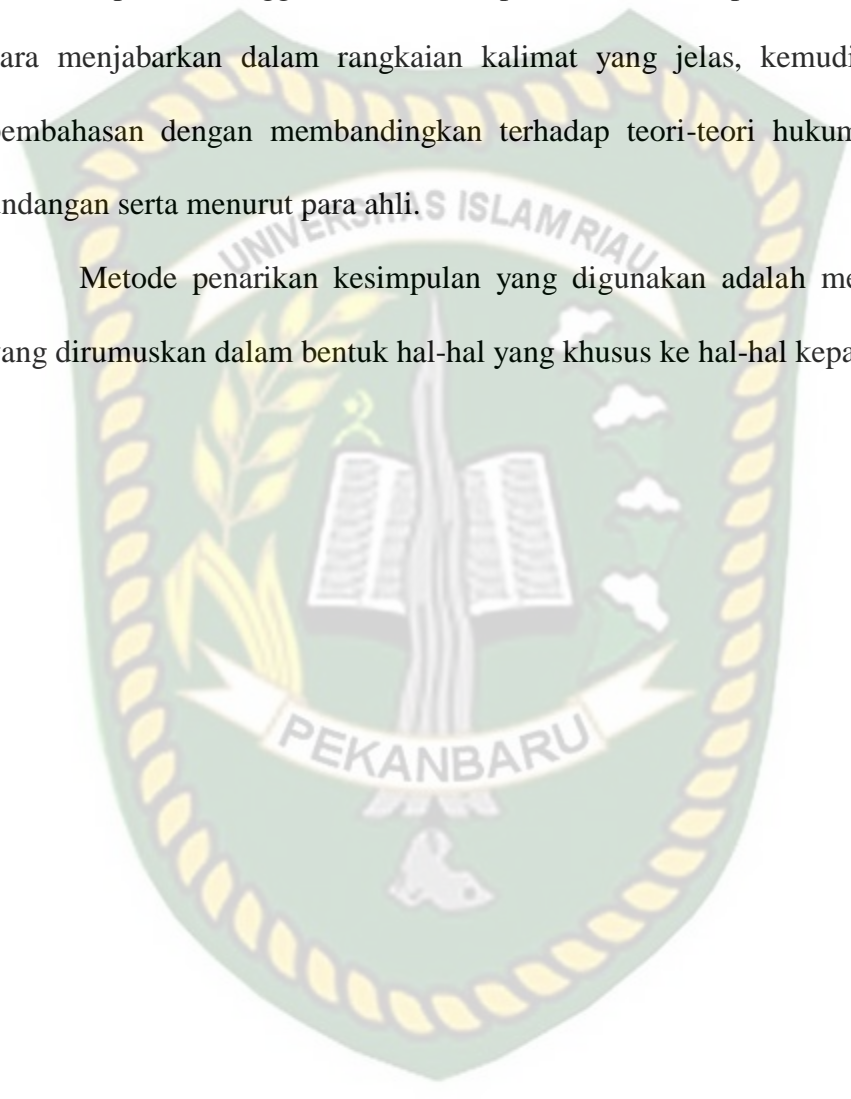 ara menjabarkan dalam rangkaian kalimat yang jelas, kemudi
embahasan dengan membandingkan terhadap teori-teori hukum
ndangan serta menurut para ahli.
UNIVERSITAS ISLAM RIAU
Metode penarikan kesimpulan yang digunakan adalah me
yang dirumuskan dalam bentuk hal-hal yang khusus ke hal-hal kepa
PEKANBARU